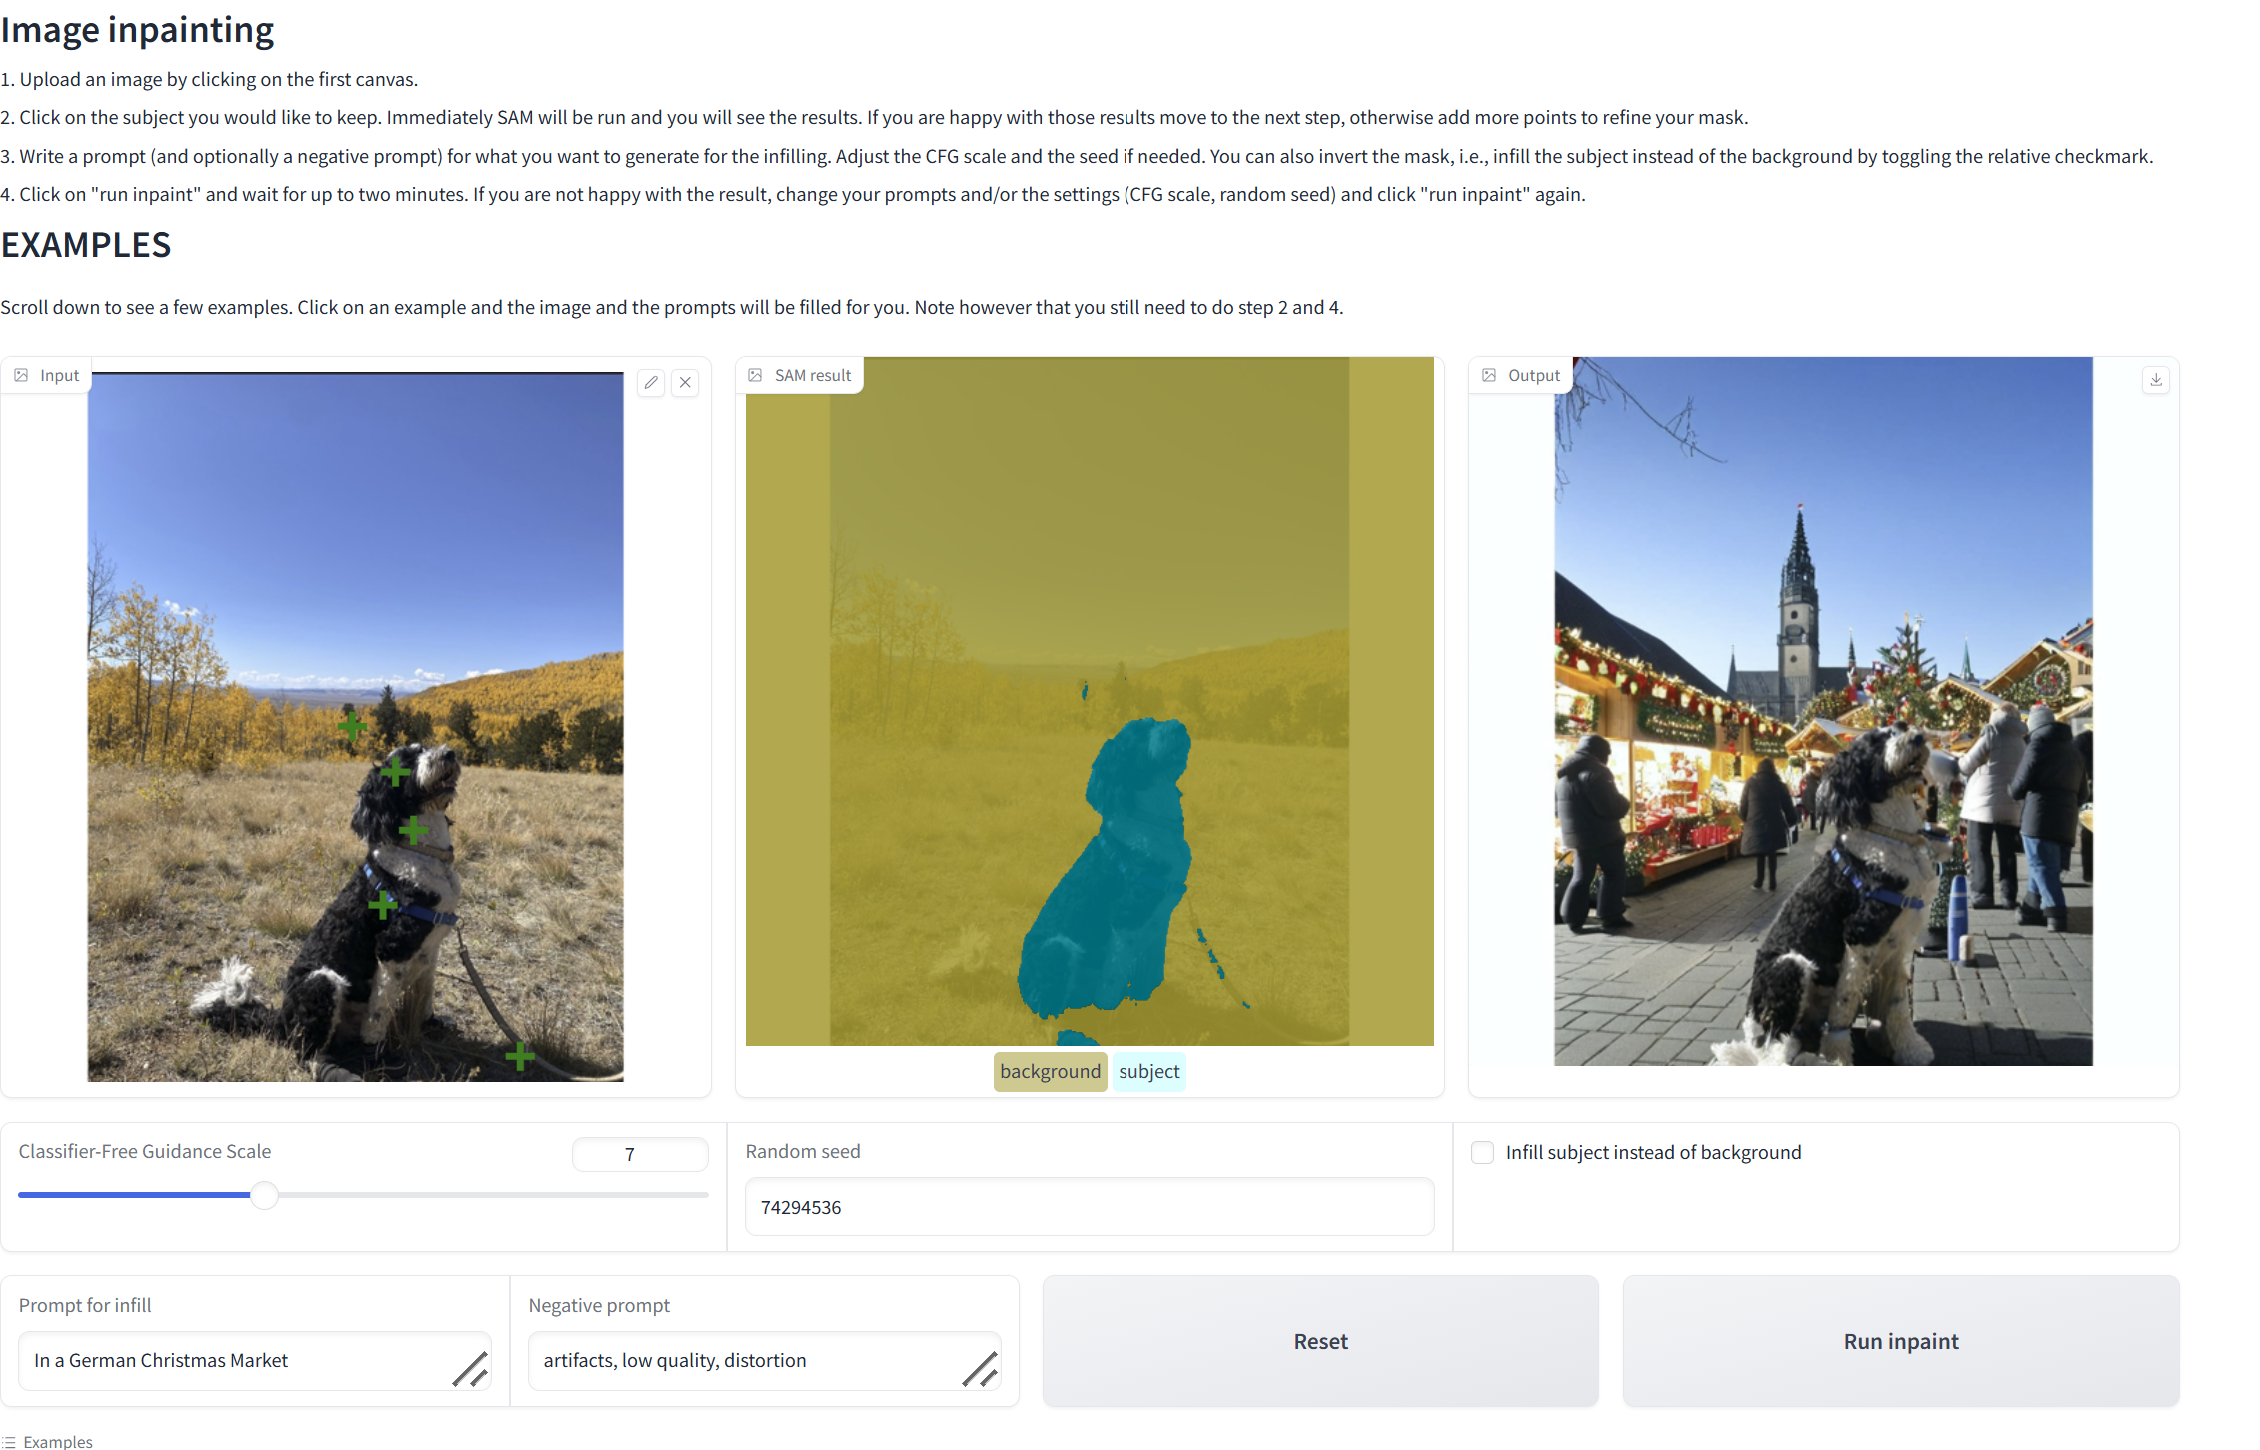 Image inpainting
1. Upload an image by clicking on the first canvas.
2. Click on the subject you would like to keep. Immediately SAM will be run and you will see the results. If you are happy with those results move to the next step, otherwise add more points to refine your mask.
3. Write a prompt (and optionally a negative prompt) for what you want to generate for the infilling. Adjust the CFG scale and the seed if needed. You can also invert the mask, i.e., infill the subject instead of the background by toggling the relative checkmark.
4. Click on "run inpaint" and wait for up to two minutes. If you are not happy with the result, change your prompts and/or the settings (CFG scale, random seed) and click "run inpaint" again.
EXAMPLES
Scroll down to see a few examples. Click on an example and the image and the prompts will be filled for you. Note however that you still need to do step 2 and 4.
Input
SAM result
Output
background subject
Classifier-Free Guidance Scale
7
Random seed
74294536
Infill subject instead of background
Prompt for infill
In a German Christmas Market
Negative prompt
artifacts, low quality, distortion
Reset
Run inpaint
Examples